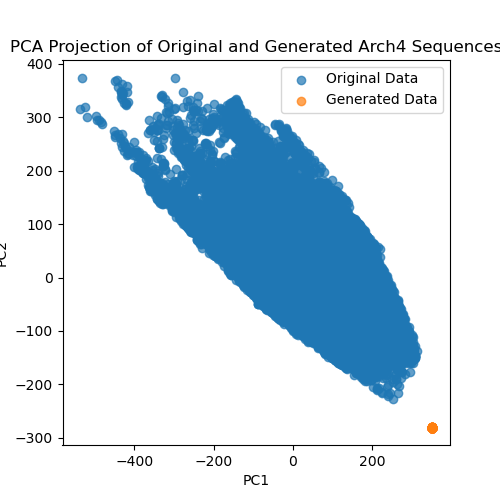 PCA Projection of Original and Generated Arch4 Sequences
Original Data
Generated Data
400
300
200
100
0
−100
−200
−300
PC2
−400
−200
0
200
PC1